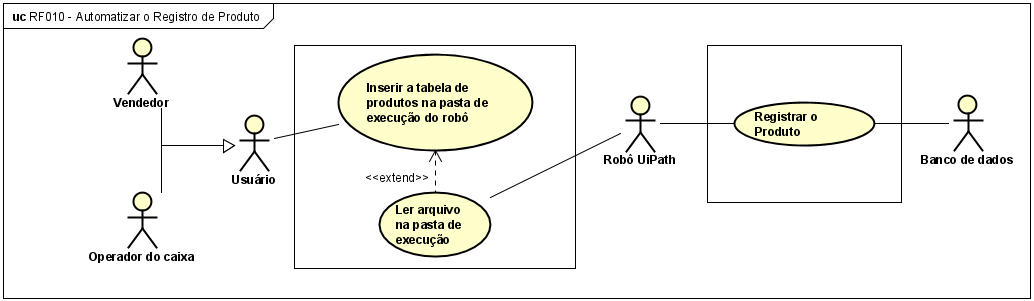 uc RF010 - Automatizar o Registro de Produto
Vendedor
Inserir a tabela de
produtos na pasta de
execução do robô
Usuário
<<extend>>
Ler arquivo
na pasta de
execução
Operador do caixa
Robô UiPath
Registrar o
Produto
Banco de dados